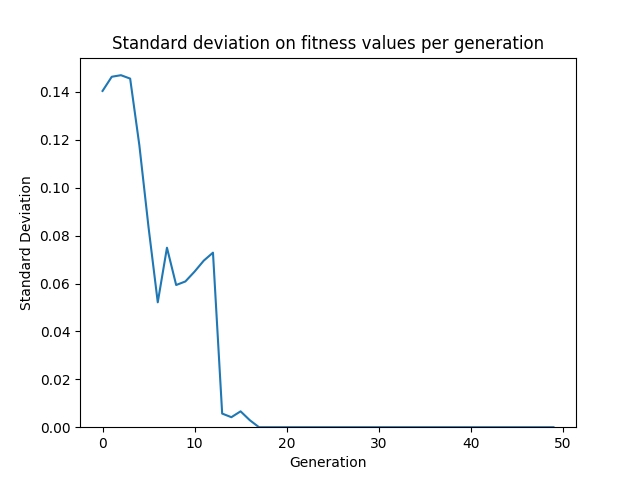 Standard deviation on fitness values per generation
0.14
0.12
0.10
0.08
0.06
0.04
0.02
0.00
Standard Deviation
0 10 20 30 40 50
Generation